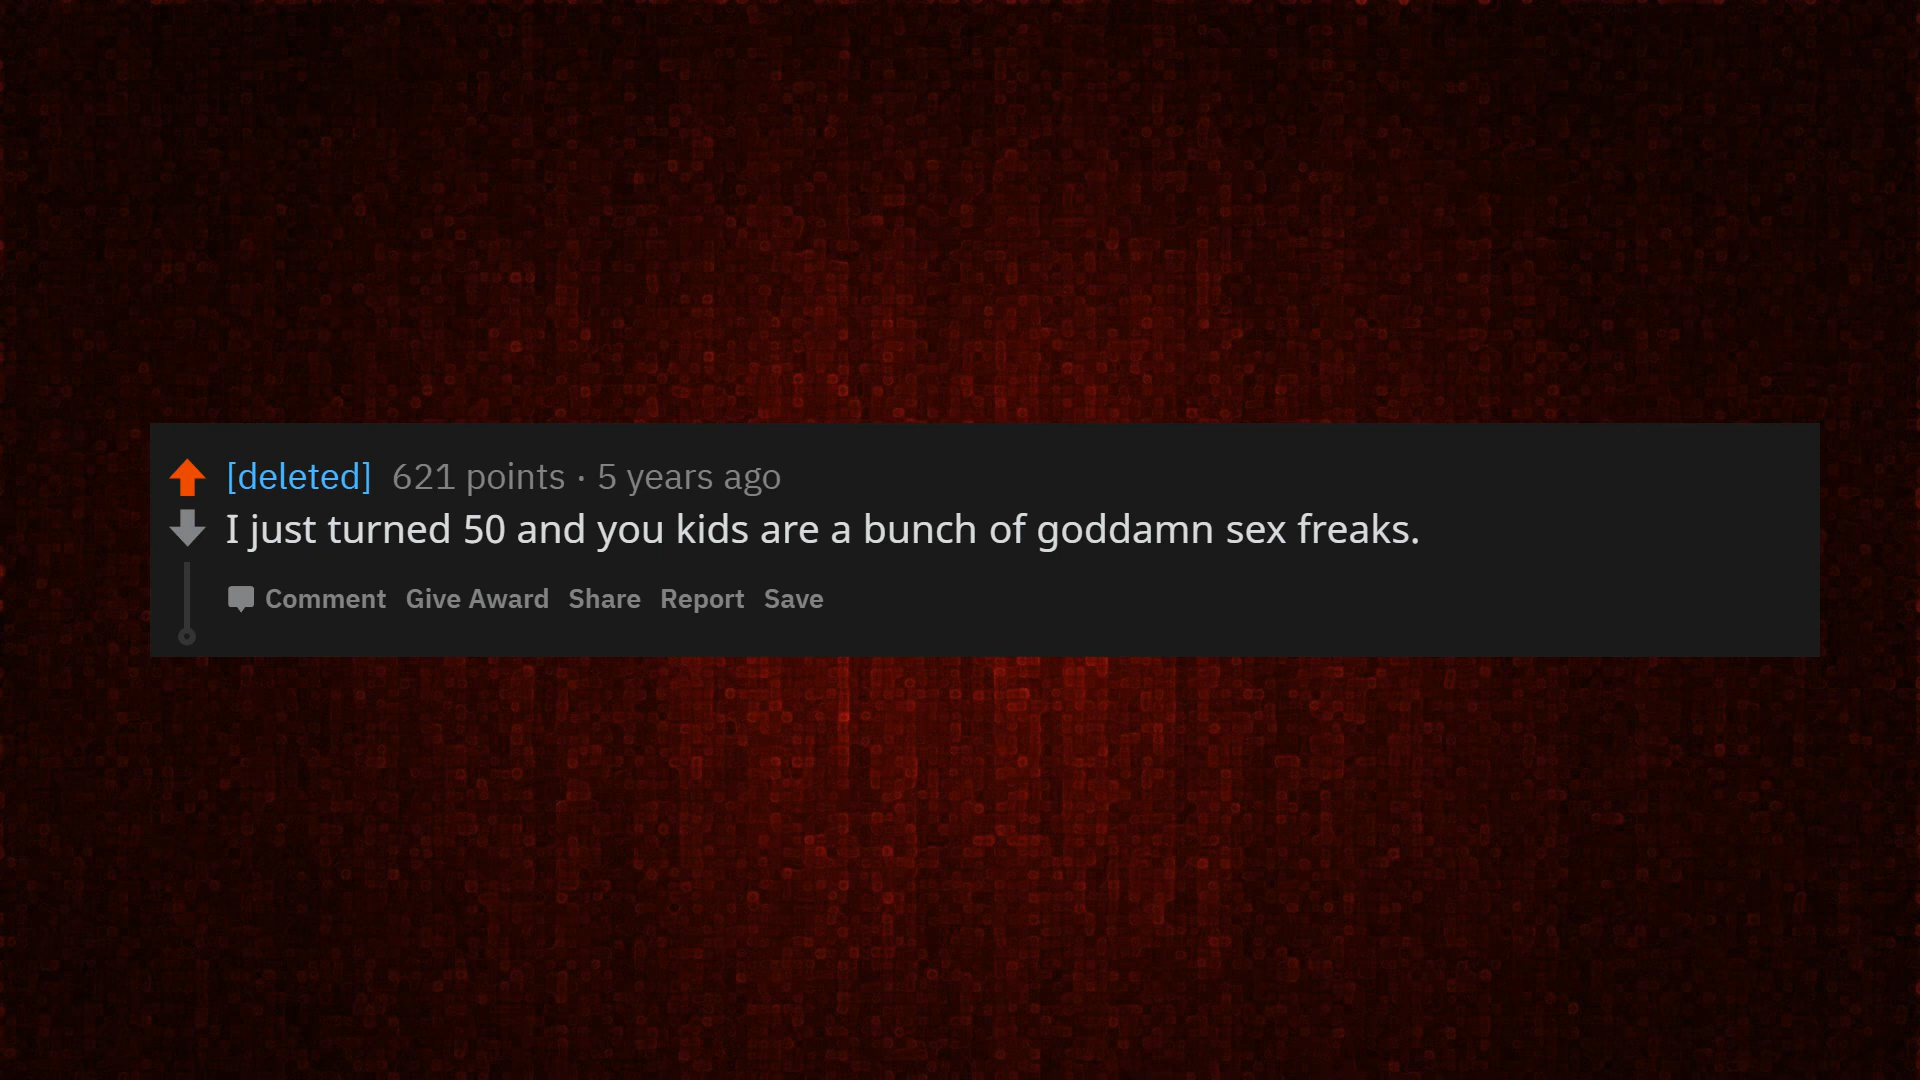 [deleted] 621 points · 5 years ago
I just turned 50 and you kids are a bunch of goddamn sex freaks.
Comment Give Award Share Report Save